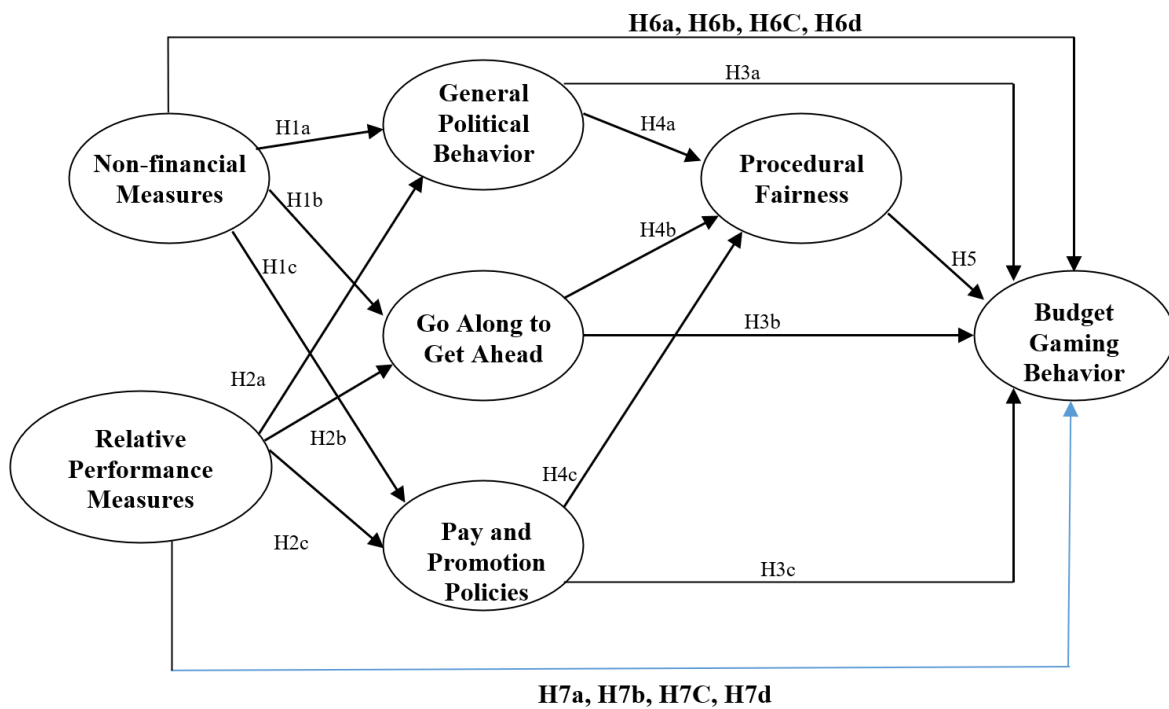 H6a, H6b, H6C, H6d
H3a
General
Political
Behavior
H1a
H4a
Non-financial
Measures
Procedural
Fairness
H1b
H4b
H1c
H5
Go Along to
Get Ahead
H3b
Budget
Gaming
Behavior
H2a
H2b
Relative
Performance
Measures
H4c
Pay and
Promotion
Policies
H2c
H3c
H7a, H7b, H7C, H7d